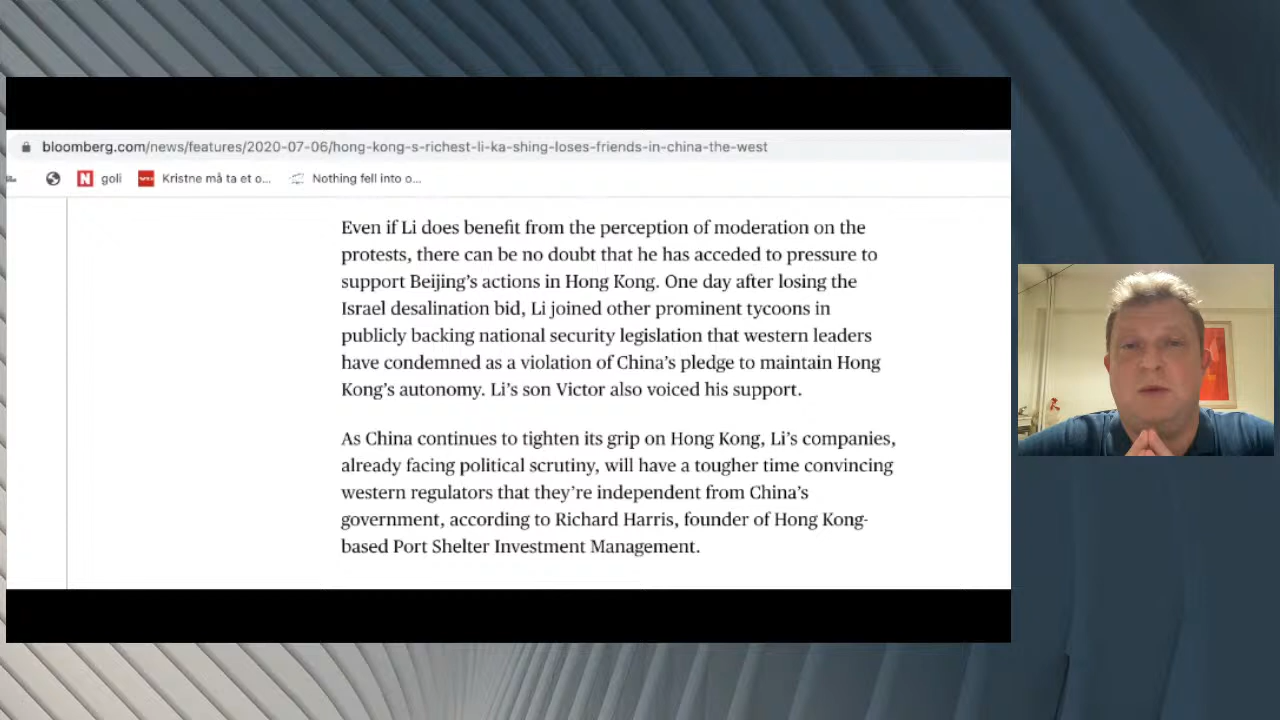 bloomberg.com/news/features/2020-07-06/hong-kong-s-richest-li-ka-shing-loses-friends-in-china-the-west
goli
Kristne må ta et o...
Nothing fell into o...
Even if Li does benefit from the perception of moderation on the
protests, there can be no doubt that he has acceded to pressure to
support Beijing's actions in Hong Kong. One day after losing the
Israel desalination bid, Li joined other prominent tycoons in
publicly backing national security legislation that western leaders
have condemned as a violation of China's pledge to maintain Hong
Kong's autonomy. Li's son Victor also voiced his support.
As China continues to tighten its grip on Hong Kong, Li's companies,
already facing political scrutiny, will have a tougher time convincing
western regulators that they're independent from China's
government, according to Richard Harris, founder of Hong Kong-
based Port Shelter Investment Management.